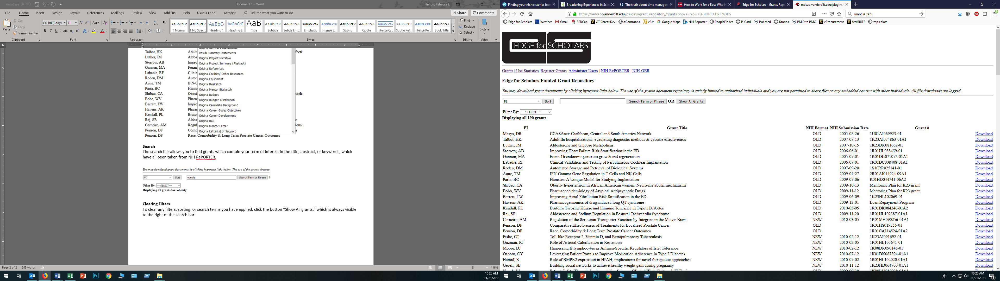 AutoSave Off
Document7 - Word
Helton, Rebecca E
File Home Insert Design Layout References Mailings Review View Add-ins Help DYMO Label Acrobat Tell me what you want to do
Share Comments
Paste
Cut
Copy
Format Painter
Calibri (Body) 11
¶ Normal ¶ No Spac... Heading 1 Heading 2 Title Subtitle Subtle Em... Emphasis Intense E... Strong Quote Intense Q... Subtle Ref... Intense Re... Book Title
Find
Replace
Select
Dictate
Clipboard Font Paragraph Styles Editing Voice
Resub Summary Statements
Original Project Narrative
Original Project Summary (Abstract)
Original References
Original Facilities/ Other Resources
Original Equipment
Original Biosketch
Original Mentor Biosketch
Original Budget
Original Budget Justification
Original Candidate Background
Original Career Goals/ Objectives
Original Career Development
Original RCR
Original Mentor Letter
Original Letter(s) of Support
Talbot, HK Adult
Luther, JM Aldos
Storrow, AB Impro
Gannon, MA Foxm
Labadie, RF Clinic
Roden, DM Auton
Aune, TM IFN-G
Paria, BC Hamst
Shibao, CA Obesi
Bobo, WV Pharm
Barrett, TW Impro
Havens, AK Pharm
Kendall, PL Bruton
Raj, SR Aldos
Carneiro, AM Regul
Penson, DF Comp
Penson, DF Race, Comorbidity & Long Term Prostate Cancer Outcomes
Search
The search bar allows you to find grants which contain your term of interest in the title, abstract, or keywords, which
have all been taken from NIH RePORTER.
You may download grant documents by clicking hypertext links below. The use of the grants docume
PI Sort obesity Search Term or Phrase
Filter By: ---SELECT---
Displaying 10 grants for: obesity
Clearing Filters
To clear any filters, sorting, or search terms you have applied, click the button “Show All grants,” which is always visible
to the right of the search bar.
Page 2 of 2 243 words
116%
10:20 AM
11/21/2018
Finding your niche: stories fro
Broadening Experiences in Scie
The truth about time managem
How to Work for a Boss Who H
Edge for Scholars - Grants Rep
redcap.vanderbilt.edu/plugins/
https://redcap.vanderbilt.edu/plugins/grant_repository/grants.php?s=&o=<%3F%3D+pi+%3F>
marcus tan
Edge for Scholars Weather Gmail REDCap CT Career Dev eCommons eBiz Google Maps NIH Reporter PeopleFinder P-Card PubMed PMID to PMC Kronos eProcurement StarBRITE zap colors
EDGE for SCHOLARS
Grants | Use Statistics |Register Grants |Administer Users | NIH RePORTER | NIH-OER
Edge for Scholars Funded Grant Repository
You may download grant documents by clicking hypertext links below. The use of the grants document repository is strictly limited to authorized individuals and you are not permitted to share files or any embedded content with other individuals. All file downloads are logged.
PI Sort Search Term or Phrase OR Show All Grants
Filter By: ---SELECT---
Displaying all 190 grants
PI Grant Title NIH Format NIH Submission Date Grant #
Masys, DR CCASAnet: Caribbean, Central and South America Network OLD 2005-08-26 1U01AI069923-01 Download
Talbot, HK Adult flu hospitalizations: evaulating diagnostic methods & vaccine effectiveness OLD 2007-07-13 1K23AI074863-01A1 Download
Luther, JM Aldosterone and Glucose Metabolism OLD 2007-10-15 1K23DK081662-01 Download
Storrow, AB Improving Heart Failure Risk Stratification in the ED OLD 2006-06-01 1R01HL088459-01 Download
Gannon, MA Foxm 1b endocrine pancreas growth and regeneration OLD 2005-07-01 1R01DK071052-01A1 Download
Labadie, RF Clinical Validation and Testing of Percutaneous Cochlear Implantation OLD 2006-07-01 1R01DC008408-01A1 Download
Roden, DM Automated Storage and Retrieval of Biological Systems OLD 2007-09-20 1S10RR025141-01 Download
Aune, TM IFN-Gamma Gene Regulation in T Cells and NK Cells OLD 2009-04-27 2R01AI044924-09A1 Download
Paria, BC Hamster: A Unique Model for Studying Implantation OLD 2009-07-06 R01HD044741-06A2 Download
Shibao, CA Obesity hypertension in African American women: Neuro-metabolic mechanisms OLD 2009-10-13 Mentoring Plan for K23 grant Download
Bobo, WV Pharmacoepidemiology of Atypical Antipsychotic Drugs OLD 2009-11-12 Mentoring Plan for K23 grant Download
Barrett, TW Improving Atrial Fibrillation Risk Stratification in the ED OLD 2009-06-09 1K23HL102069-01 Download
Havens, AK Pharmacogemomics of drug-induced long QT syndrome OLD 2009-12-01 Loan Repayment Program Download
Kendall, PL Bruton's Tyrosine Kinase and Immune Tolerance in Type 1 Diabetes OLD 2010-03-05 1R01DK084246-01A2 Download
Raj, SR Aldosterone and Sodium Regulation in Postural Tachycardia Syndrome OLD 2009-11-20 1R01HL102387-01A1 Download
Carneiro, AM Regulation of the Serotonin Transporter Function by Integrins in the Mouse Brain NEW 2010-03-05 1R01MH090256-01A1 Download
Penson, DF Comparative Effectiveness of Treatments for Localized Prostate Cancer OLD 1R01HS019356-01 Download
Penson, DF Race, Comorbidity & Long Term Prostate Cancer Outcomes OLD 1R01CA114524-01A2 Download
Fiske, CT Toll-like Receptor 2, Vitamin D, and Extrapulmonary Tuberculosis NEW 2010-02-12 1K23AI091692-01 Download
Guzman, RJ Role of Arterial Calcification in Restenosis NEW 2010-02-05 1R01HL105641-01 Download
Moore, DJ Harnessing B lymphocytes as Antigen-Specific Regulators of Islet Tolerance NEW 2010-02-12 1K08DK090146-01 Download
Osborn, CY Leveraging Patient Portals to Improve Medication Adherence in Type 2 Diabetes NEW 2010-07-12 1K01DK087894-01A1 Download
Hamid, R Role of BMPR2 expression in HPAH; implications for novel therapeutic approaches NEW 2010-07-02 1R01HL102020-01A1 Download
Gesell, SB Building social networks to achieve healthy weight gain during pregnancy NEW 2010-11-12 1K23HD064700-01A1 Download
10:20 AM
11/21/2018